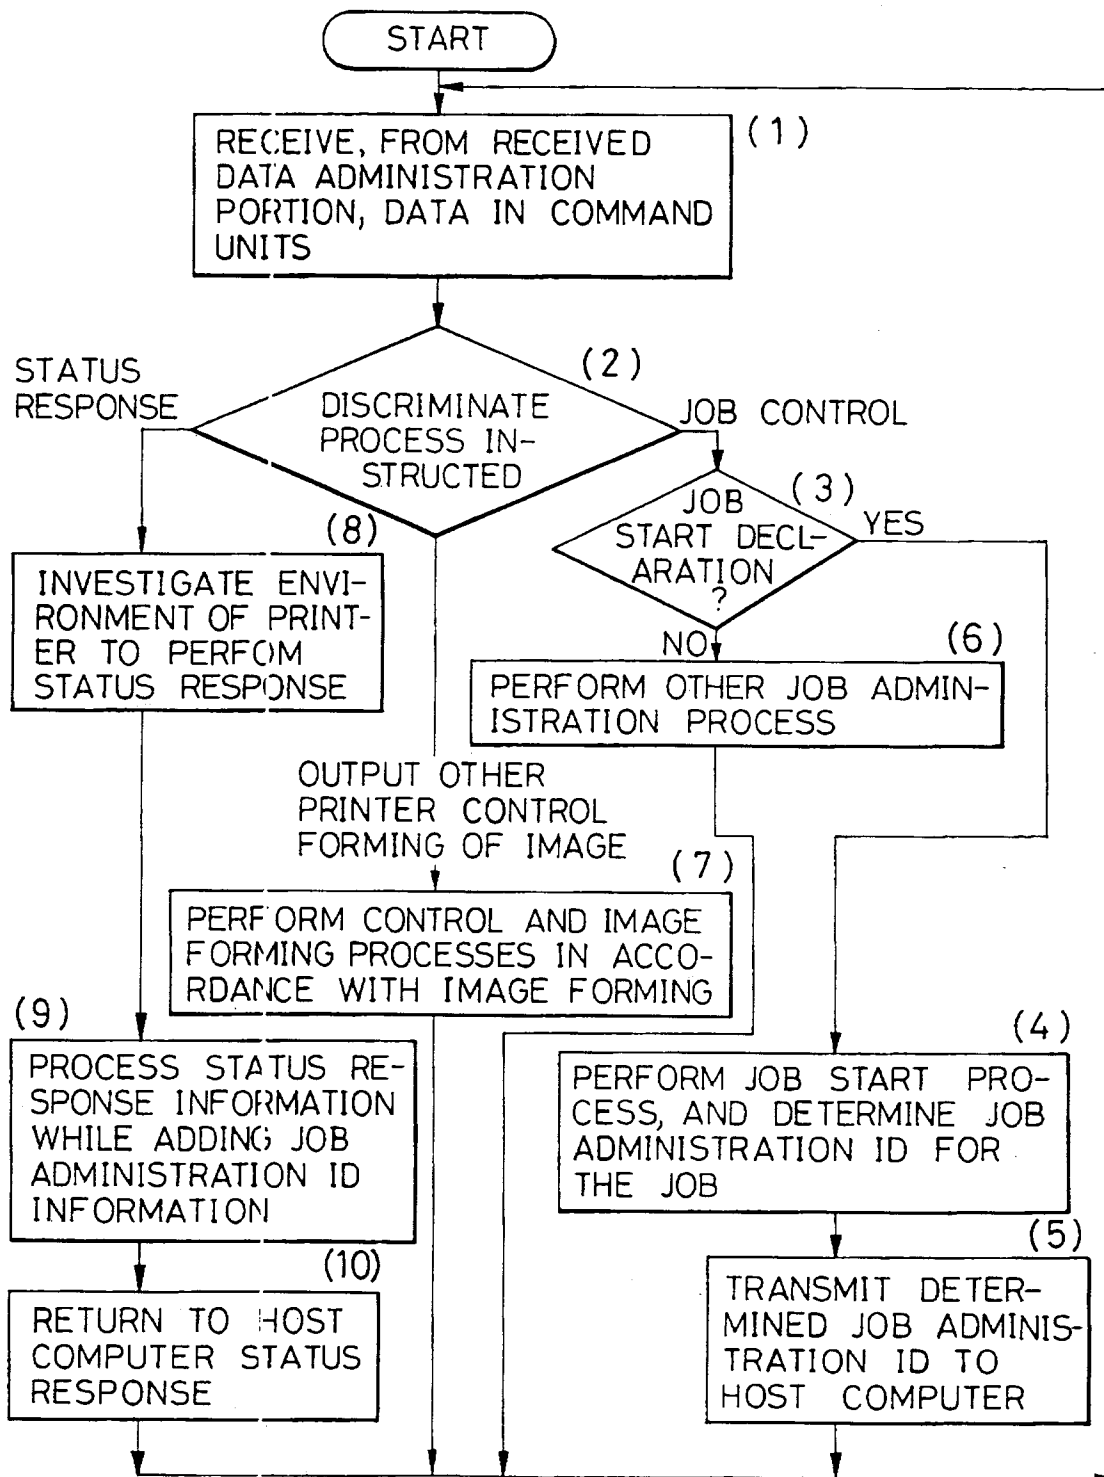 START
(1)
RECEIVE, FROM RECEIVED
DATA ADMINISTRATION
PORTION, DATA IN COMMAND
UNITS
(2)
STATUS
RESPONSE
DISCRIMINATE
PROCESS IN-
STRUCTED
JOB CONTROL
(3)
JOB
START DECL-
ARATION
?
YES
NO
(8)
INVESTIGATE ENVI-
RONMENT OF PRINT-
ER TO PERFOM
STATUS RESPONSE
(6)
PERFORM OTHER JOB ADMIN-
ISTRATION PROCESS
OUTPUT OTHER
PRINTER CONTROL
FORMING OF IMAGE
(7)
PERFORM CONTROL AND IMAGE
FORMING PROCESSES IN ACCO-
RDANCE WITH IMAGE FORMING
(9)
PROCESS STATUS RE-
SPONSE INFORMATION
WHILE ADDING JOB
ADMINISTRATION ID
INFORMATION
(4)
PERFORM JOB START PRO-
CESS, AND DETERMINE JOB
ADMINISTRATION ID FOR
THE JOB
(10)
RETURN TO HOST
COMPUTER STATUS
RESPONSE
(5)
TRANSMIT DETER-
MINED JOB ADMINIS-
TRATION ID TO
HOST COMPUTER